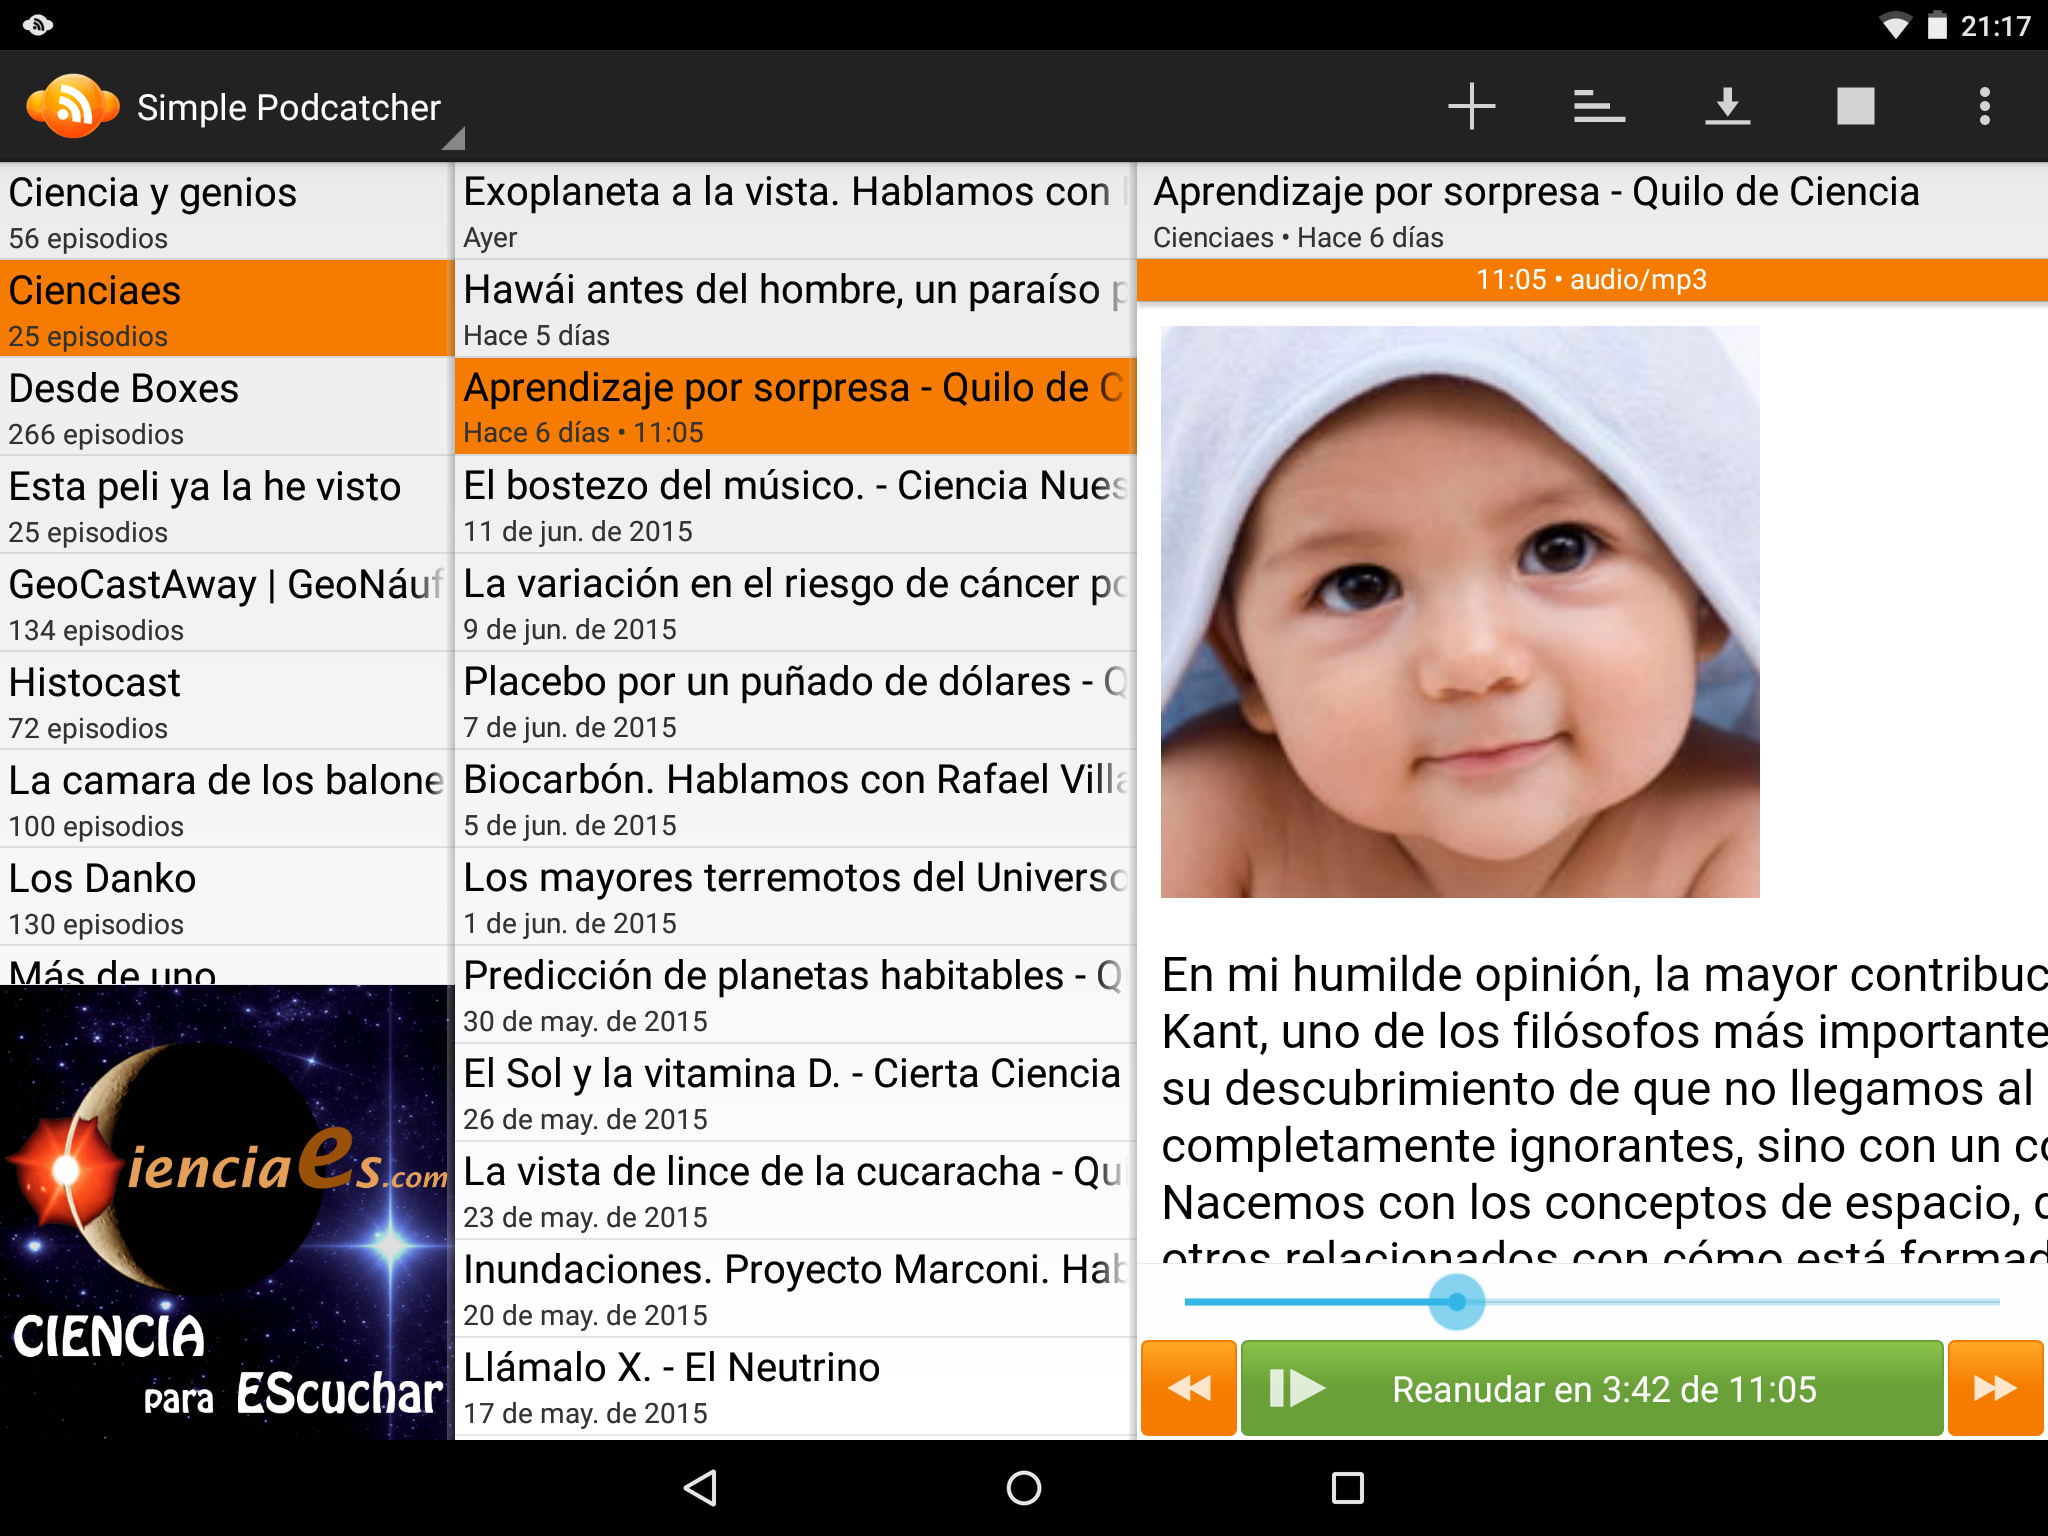 21:17
Simple Podcatcher
Ciencia y genios
56 episodios
Cienciaes
25 episodios
Desde Boxes
266 episodios
Esta peli ya la he visto
25 episodios
GeoCastAway | GeoNáuf
134 episodios
Histocast
72 episodios
La camara de los balone
100 episodios
Los Danko
130 episodios
Más de uno
ienciaes.com
CIENCIA
para EScuchar
Exoplaneta a la vista. Hablamos con
Ayer
Hawái antes del hombre, un paraíso p
Hace 5 días
Aprendizaje por sorpresa - Quilo de C
Hace 6 días • 11:05
El bostezo del músico. - Ciencia Nues
11 de jun. de 2015
La variación en el riesgo de cáncer po
9 de jun. de 2015
Placebo por un puñado de dólares - Q
7 de jun. de 2015
Biocarbón. Hablamos con Rafael Villa
5 de jun. de 2015
Los mayores terremotos del Universo
1 de jun. de 2015
Predicción de planetas habitables - Qu
30 de may. de 2015
El Sol y la vitamina D. - Cierta Ciencia
26 de may. de 2015
La vista de lince de la cucaracha - Qui
23 de may. de 2015
Inundaciones. Proyecto Marconi. Hab
20 de may. de 2015
Llámalo X. - El Neutrino
17 de may. de 2015
Aprendizaje por sorpresa - Quilo de Ciencia
Cienciaes • Hace 6 días
11:05 • audio/mp3
En mi humilde opinión, la mayor contribuc
Kant, uno de los filósofos más importante
su descubrimiento de que no llegamos al
completamente ignorantes, sino con un co
Nacemos con los conceptos de espacio, d
otros relacionados con cómo está formad
Reanudar en 3:42 de 11:05